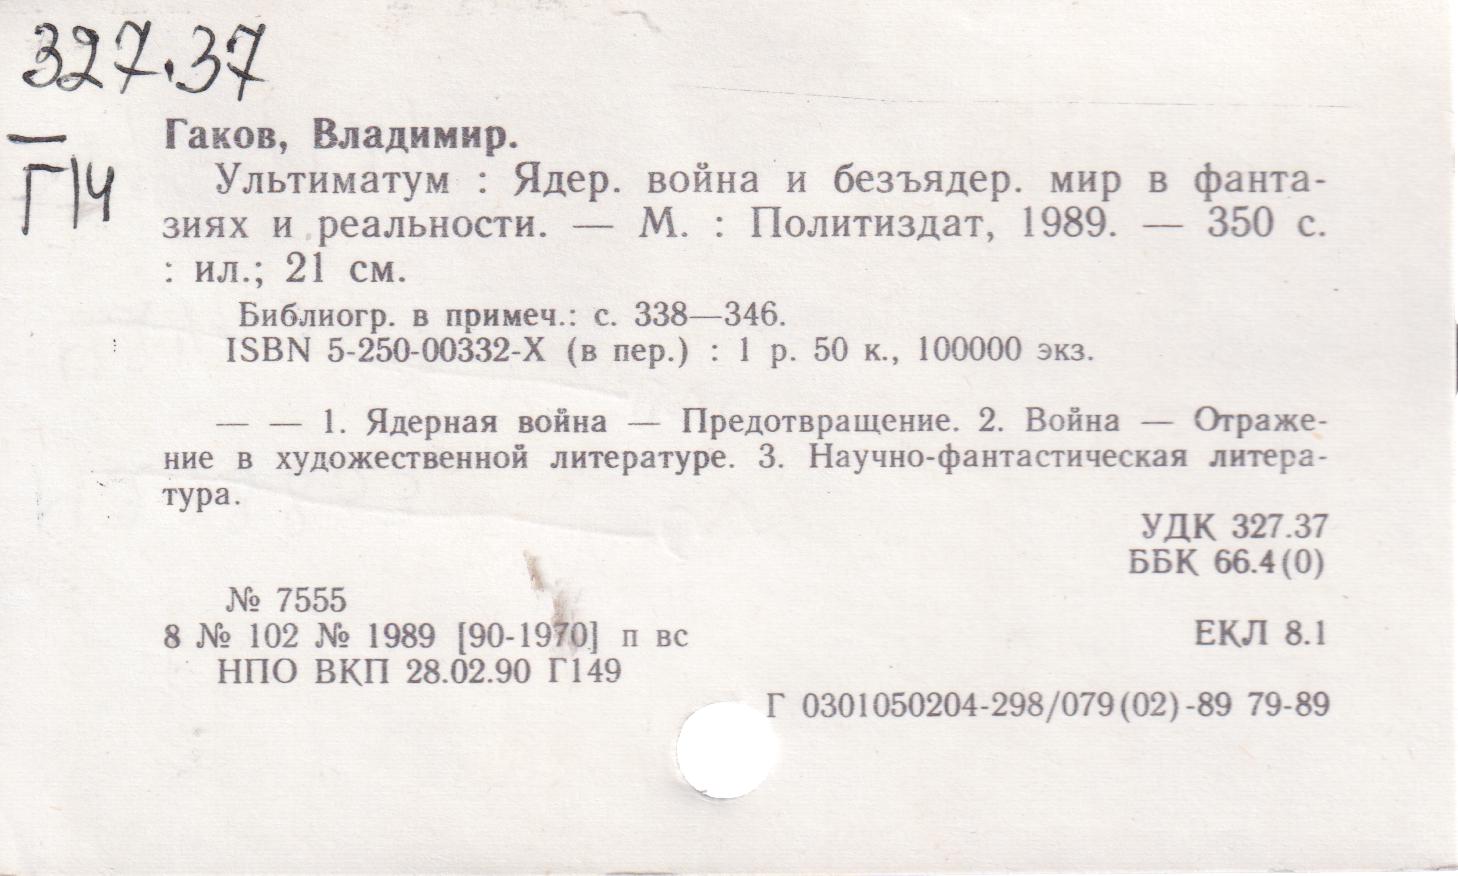 327.37
Г14
Гаков, Владимир.
Ультиматум : Ядер. война и безъядер. мир в фанта-
зиях и реальности. — М. : Политиздат, 1989. — 350 с.
: ил.; 21 см.
Библиогр. в примеч.: с. 338—346.
ISBN 5-250-00332-X (в пер.) : 1 р. 50 к., 100000 экз.
— — 1. Ядерная война — Предотвращение. 2. Война — Отраже-
ние в художественной литературе. 3. Научно-фантастическая литера-
тура.
УДК 327.37
ББК 66.4(0)
№ 7555
8 № 102 № 1989 [90-1970] п вс
ЕКЛ 8.1
НПО ВКП 28.02.90 Г149
Г 0301050204-298/079(02)-89 79-89